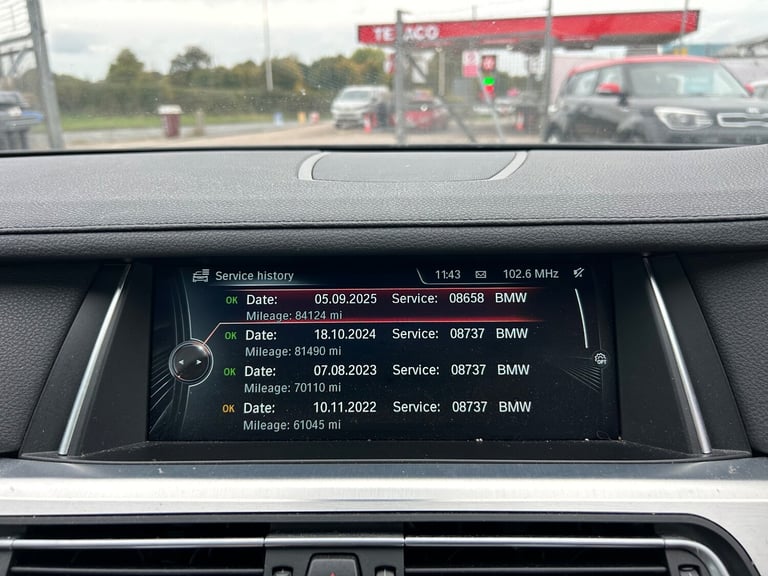 TEXACO
KIA
Service history 11:43 102.6 MHz
OK Date: 05.09.2025 Service: 08658 BMW
Mileage: 84124 mi
OK Date: 18.10.2024 Service: 08737 BMW
Mileage: 81490 mi
OK Date: 07.08.2023 Service: 08737 BMW
Mileage: 70110 mi
OK Date: 10.11.2022 Service: 08737 BMW
Mileage: 61045 mi
OPT